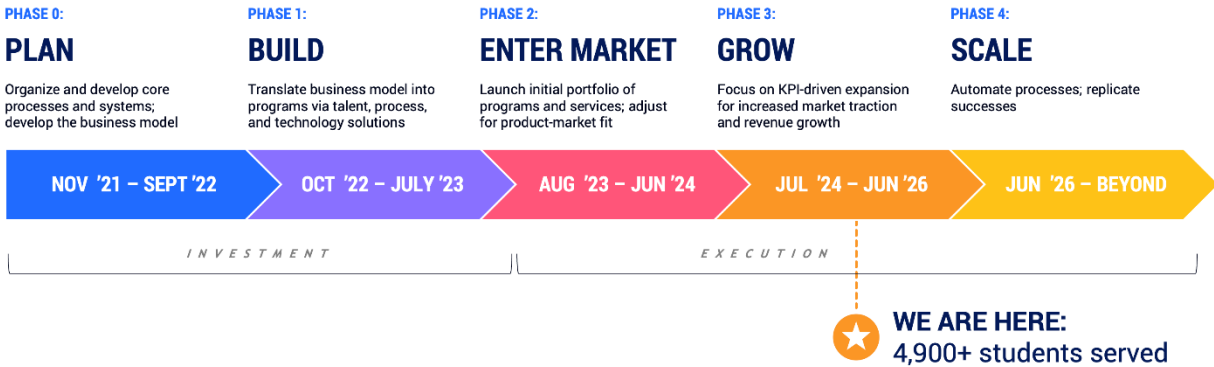 PHASE 0:
PLAN
Organize and develop core
processes and systems;
develop the business model
PHASE 1:
BUILD
Translate business model into
programs via talent, process,
and technology solutions
PHASE 2:
ENTER MARKET
Launch initial portfolio of
programs and services; adjust
for product-market fit
PHASE 3:
GROW
Focus on KPI-driven expansion
for increased market traction
and revenue growth
PHASE 4:
SCALE
Automate processes; replicate
successes
NOV '21 – SEPT '22
OCT '22 – JULY '23
AUG '23 – JUN '24
JUL '24 – JUN '26
JUN '26 – BEYOND
INVESTMENT
EXECUTION
WE ARE HERE:
4,900+ students served